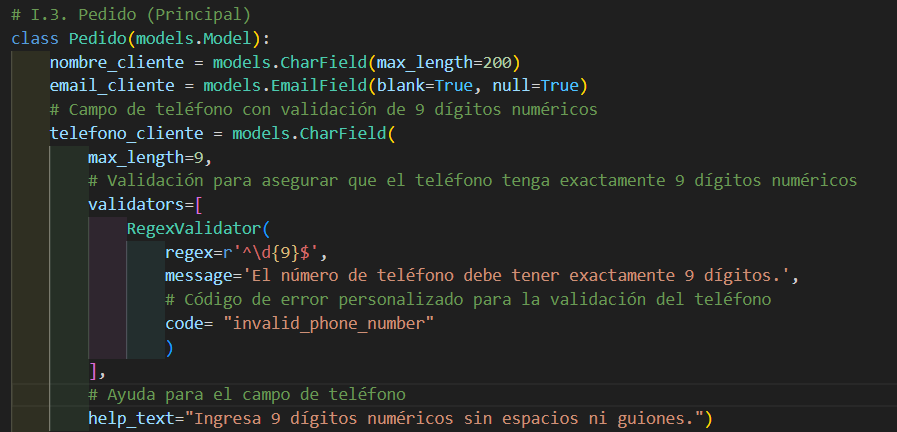 # I.3. Pedido (Principal)
class Pedido(models.Model):
    nombre_cliente = models.CharField(max_length=200)
    email_cliente = models.EmailField(blank=True, null=True)
    # Campo de teléfono con validación de 9 dígitos numéricos
    telefono_cliente = models.CharField(
        max_length=9,
        # Validación para asegurar que el teléfono tenga exactamente 9 dígitos numéricos
        validators=[
            RegexValidator(
                regex=r'^\d{9}$',
                message='El número de teléfono debe tener exactamente 9 dígitos.',
                # Código de error personalizado para la validación del teléfono
                code= "invalid_phone_number"
                )
        ],
        # Ayuda para el campo de teléfono
        help_text="Ingresa 9 dígitos numéricos sin espacios ni guiones.")